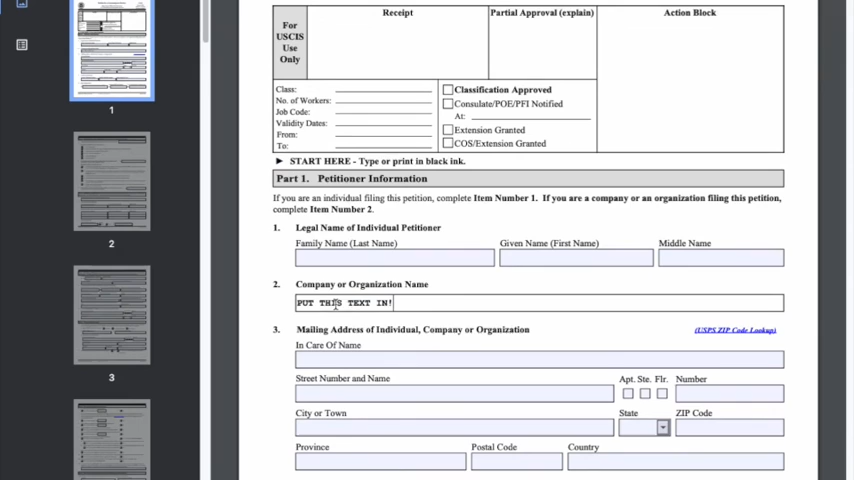 Receipt
Partial Approval (explain)
Action Block
For
USCIS
Use
Only
Class:
No. of Workers:
Job Code:
Validity Dates:
From:
To:
Classification Approved
Consulate/POE/PFI Notified
At:
Extension Granted
COS/Extension Granted
► START HERE - Type or print in black ink.
Part 1. Petitioner Information
If you are an individual filing this petition, complete Item Number 1. If you are a company or an organization filing this petition,
complete Item Number 2.
1. Legal Name of Individual Petitioner
Family Name (Last Name) Given Name (First Name) Middle Name
2. Company or Organization Name
PUT THIS TEXT IN!
3. Mailing Address of Individual, Company or Organization (USPS ZIP Code Lookup)
In Care Of Name
Street Number and Name Apt. Ste. Flr. Number
City or Town State ZIP Code
Province Postal Code Country
1
2
3